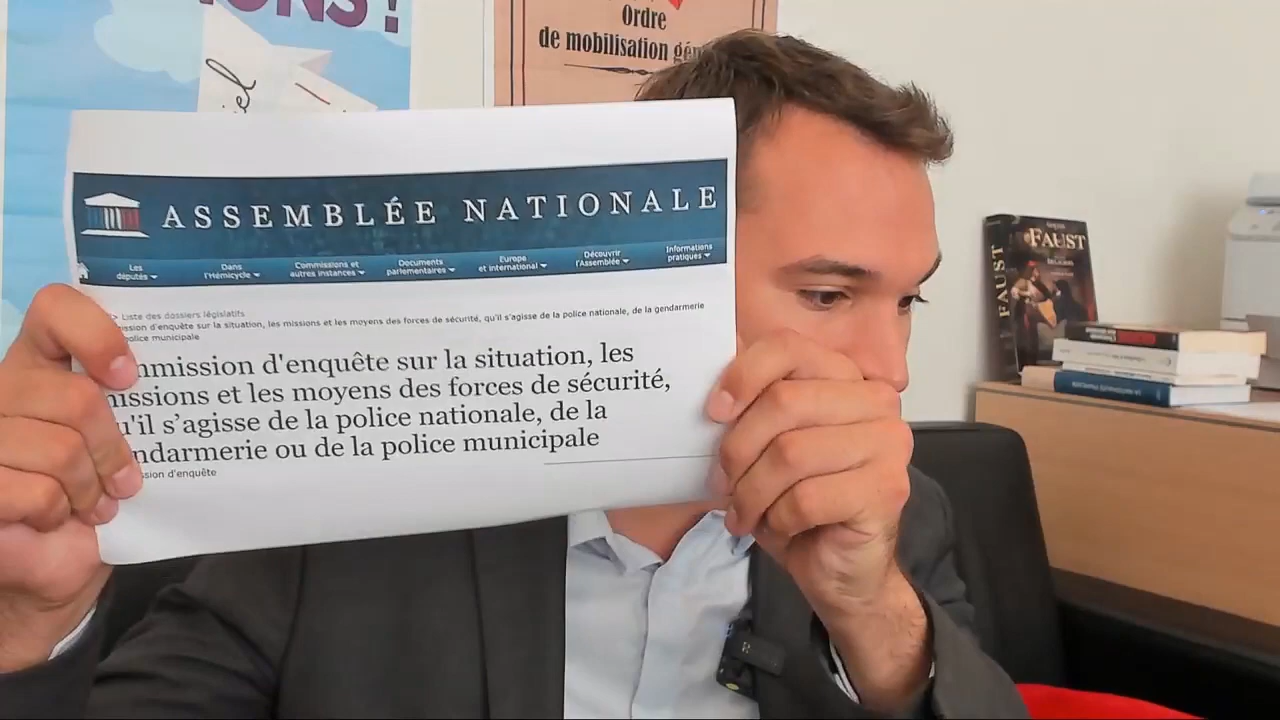 IONS !
Ordre
de mobilisation gén
iel
ASSEMBLÉE NATIONALE
Les
députés
Dans
l'Hémicycle
Commissions et
autres instances
Documents
parlementaires
Europe
et international
Découvrir
l'Assemblée
Informations
pratiques
> Liste des dossiers législatifs
ission d'enquête sur la situation, les missions et les moyens des forces de sécurité, qu'il s'agisse de la police nationale, de la gendarmerie
police municipale
mmission d'enquête sur la situation, les
issions et les moyens des forces de sécurité,
u'il s'agisse de la police nationale, de la
ndarmerie ou de la police municipale
ssion d'enquête
FAUST
FAUST